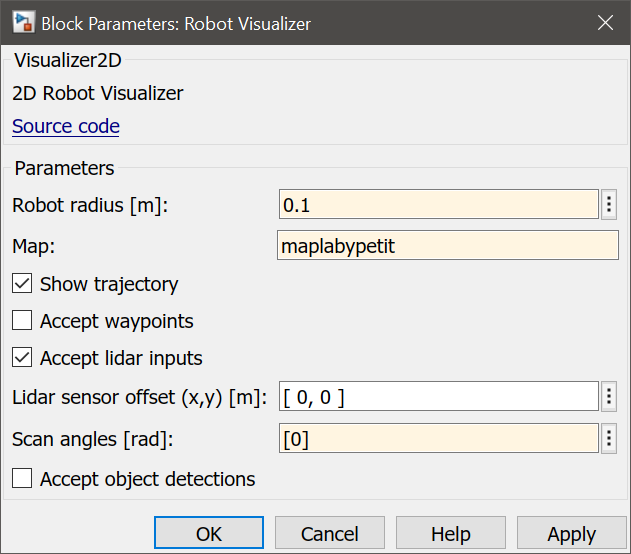 Block Parameters: Robot Visualizer
Visualizer2D
2D Robot Visualizer
Source code
Parameters
Robot radius [m]: 0.1
Map: maplabypetit
Show trajectory
Accept waypoints
Accept lidar inputs
Lidar sensor offset (x,y) [m]: [ 0, 0 ]
Scan angles [rad]: [0]
Accept object detections
OK Cancel Help Apply